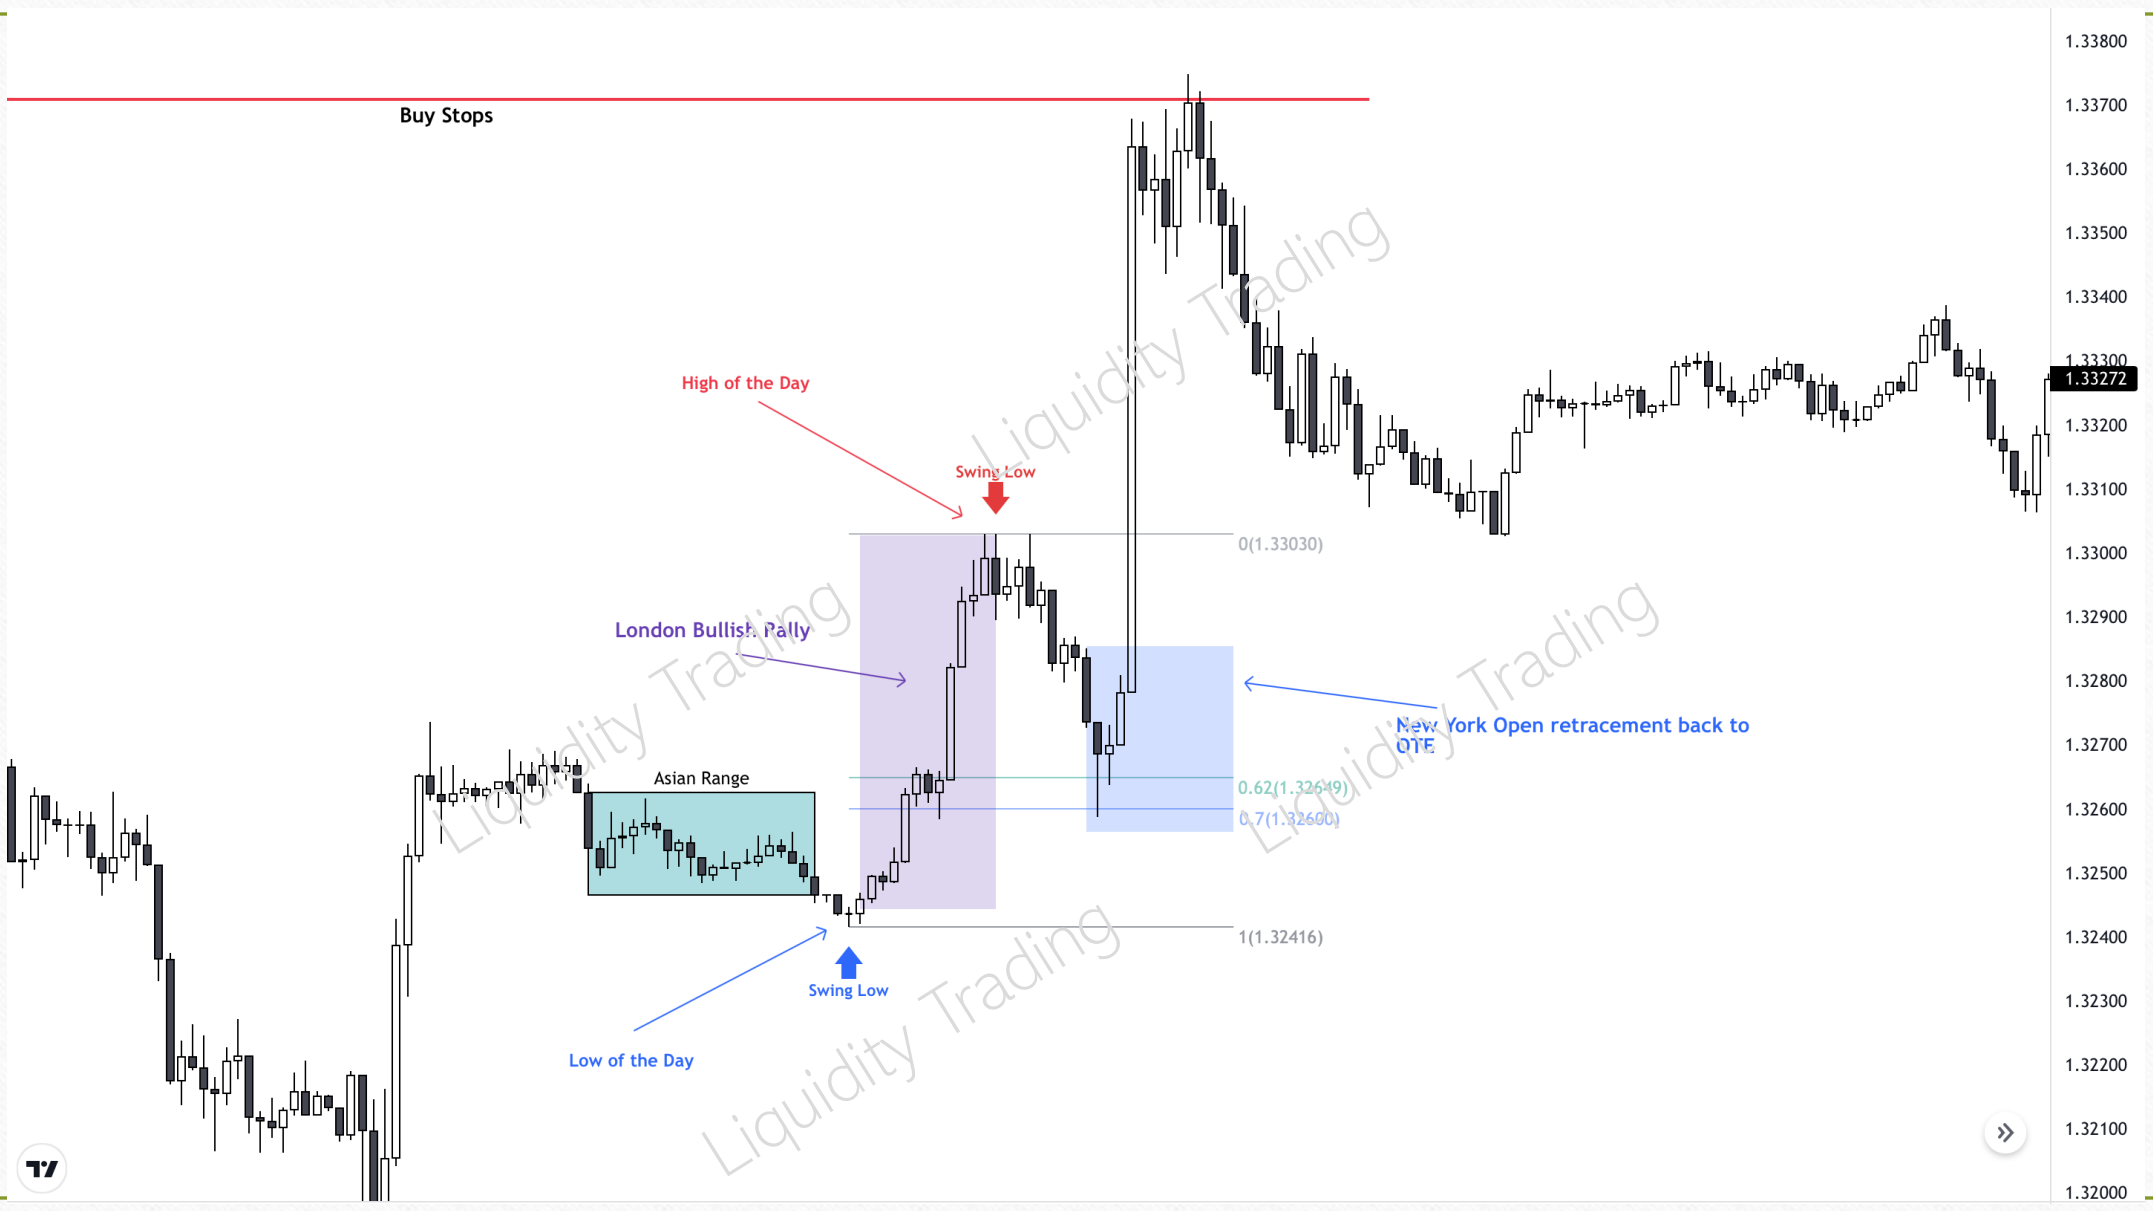 1.33800
Buy Stops
1.33700
1.33600
1.33500
1.33400
1.33300
1.33272
High of the Day
1.33200
Swing Low
1.33100
0(1.33030)
1.33000
London Bullish Rally
1.32900
1.32800
New York Open retracement back to
OTE
1.32700
Asian Range
0.62(1.32649)
1.32600
0.7(1.32600)
1.32500
1(1.32416)
1.32400
Swing Low
1.32300
Low of the Day
1.32200
1.32100
1.32000
Liquidity Trading
Liquidity Trading
Liquidity Trading
Liquidity Trading